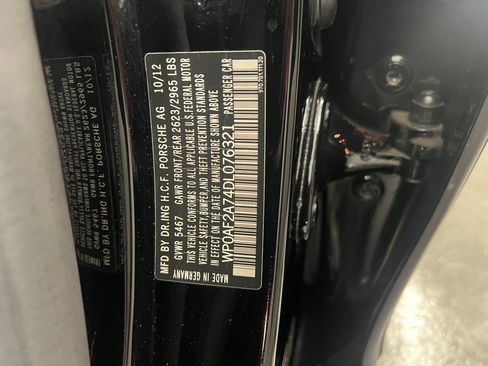 MFD BY DR.ING H.C.F. PORSCHE AG 10/12
GVWR 5467 GAWR FRONT/REAR 2623/2965 LBS
THIS VEHICLE CONFORMS TO ALL APPLICABLE U.S. FEDERAL MOTOR
VEHICLE SAFETY, BUMPER, AND THEFT PREVENTION STANDARDS
IN EFFECT ON THE DATE OF MANUFACTURE SHOWN ABOVE
WP0AF2A74DL076321 PASSENGER CAR
MADE IN GERMANY